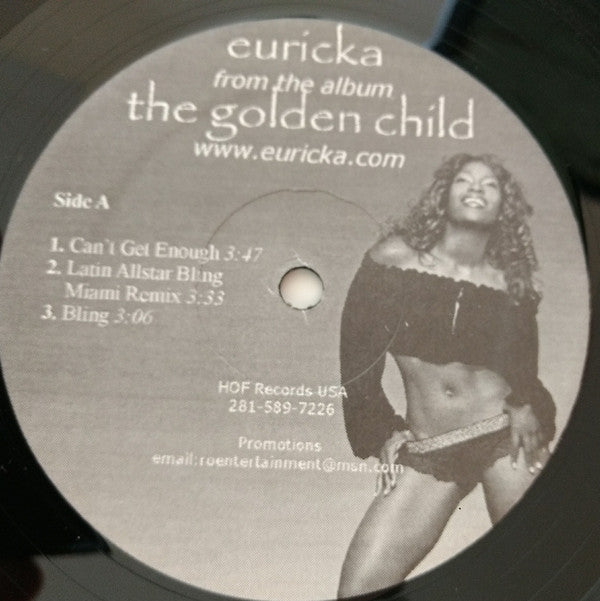 euricka
from the album
the golden child
www.euricka.com
Side A
1. Can't Get Enough 3:47
2. Latin Allstar Bling
Miami Remix 3:33
3. Bling 3:06
HOF Records USA
281-589-7226
Promotions
email:roentertainment@msn.com